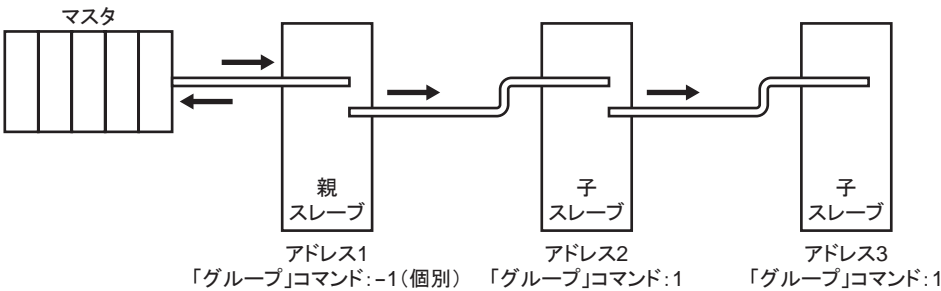 マスタ
親
スレーブ
子
スレーブ
子
スレーブ
アドレス1
「グループ」コマンド:-1(個別)
アドレス2
「グループ」コマンド:1
アドレス3
「グループ」コマンド:1